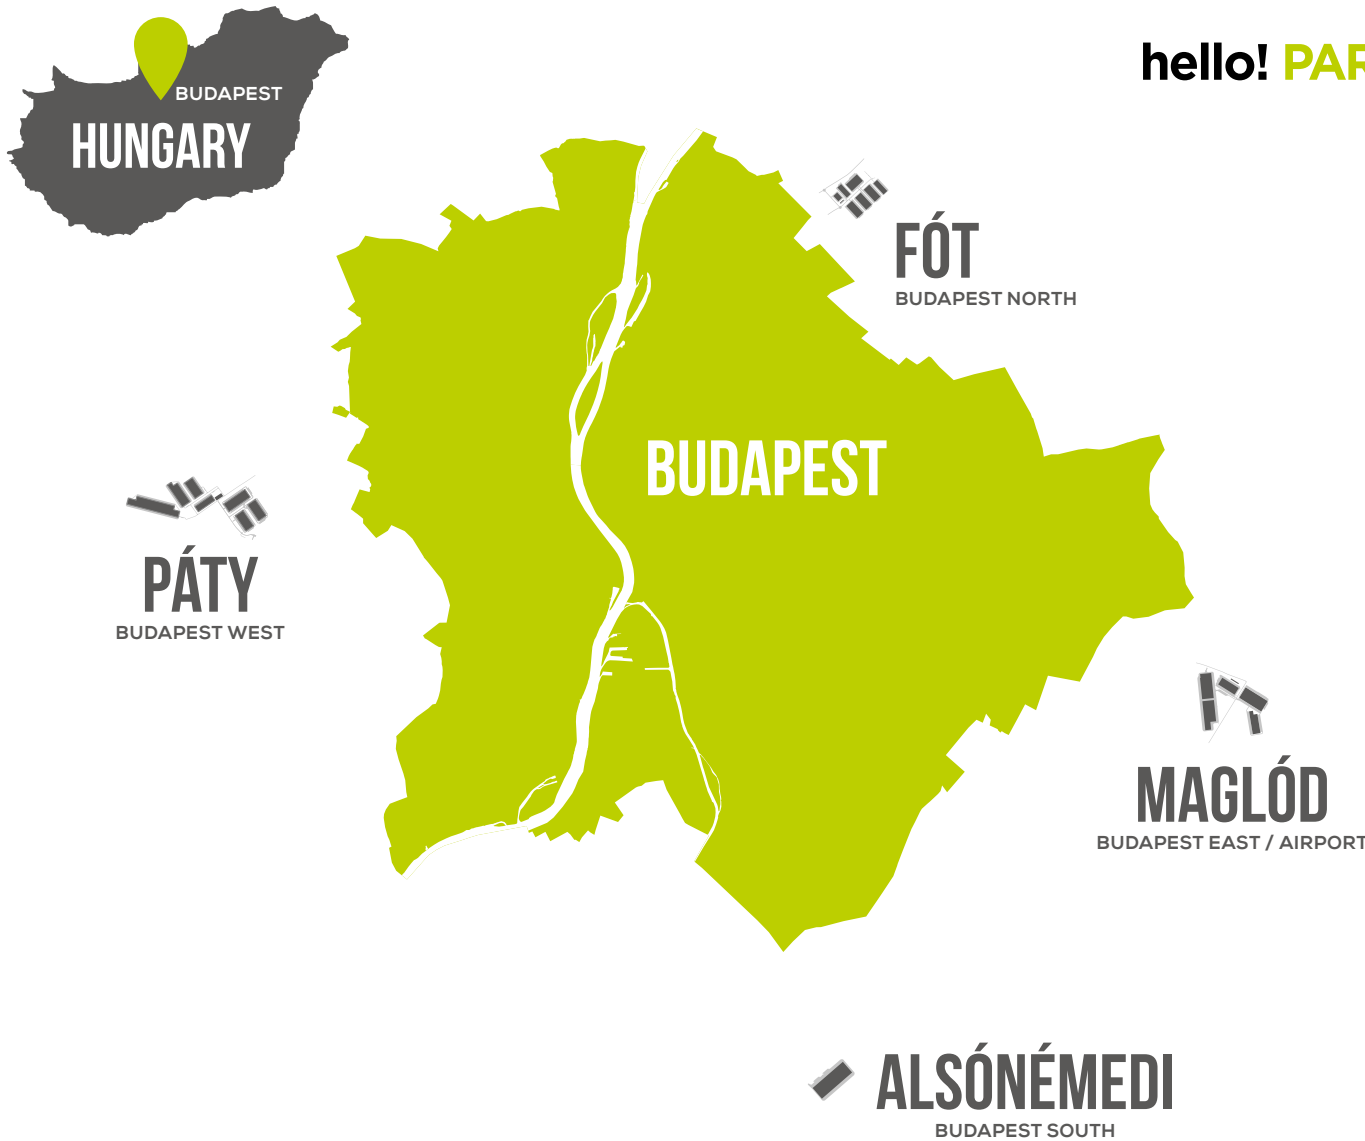 BUDAPEST
HUNGARY
hello! PAR
FÓT
BUDAPEST NORTH
BUDAPEST
PÁTY
BUDAPEST WEST
MAGLÓD
BUDAPEST EAST / AIRPORT
ALSÓNÉMEDI
BUDAPEST SOUTH